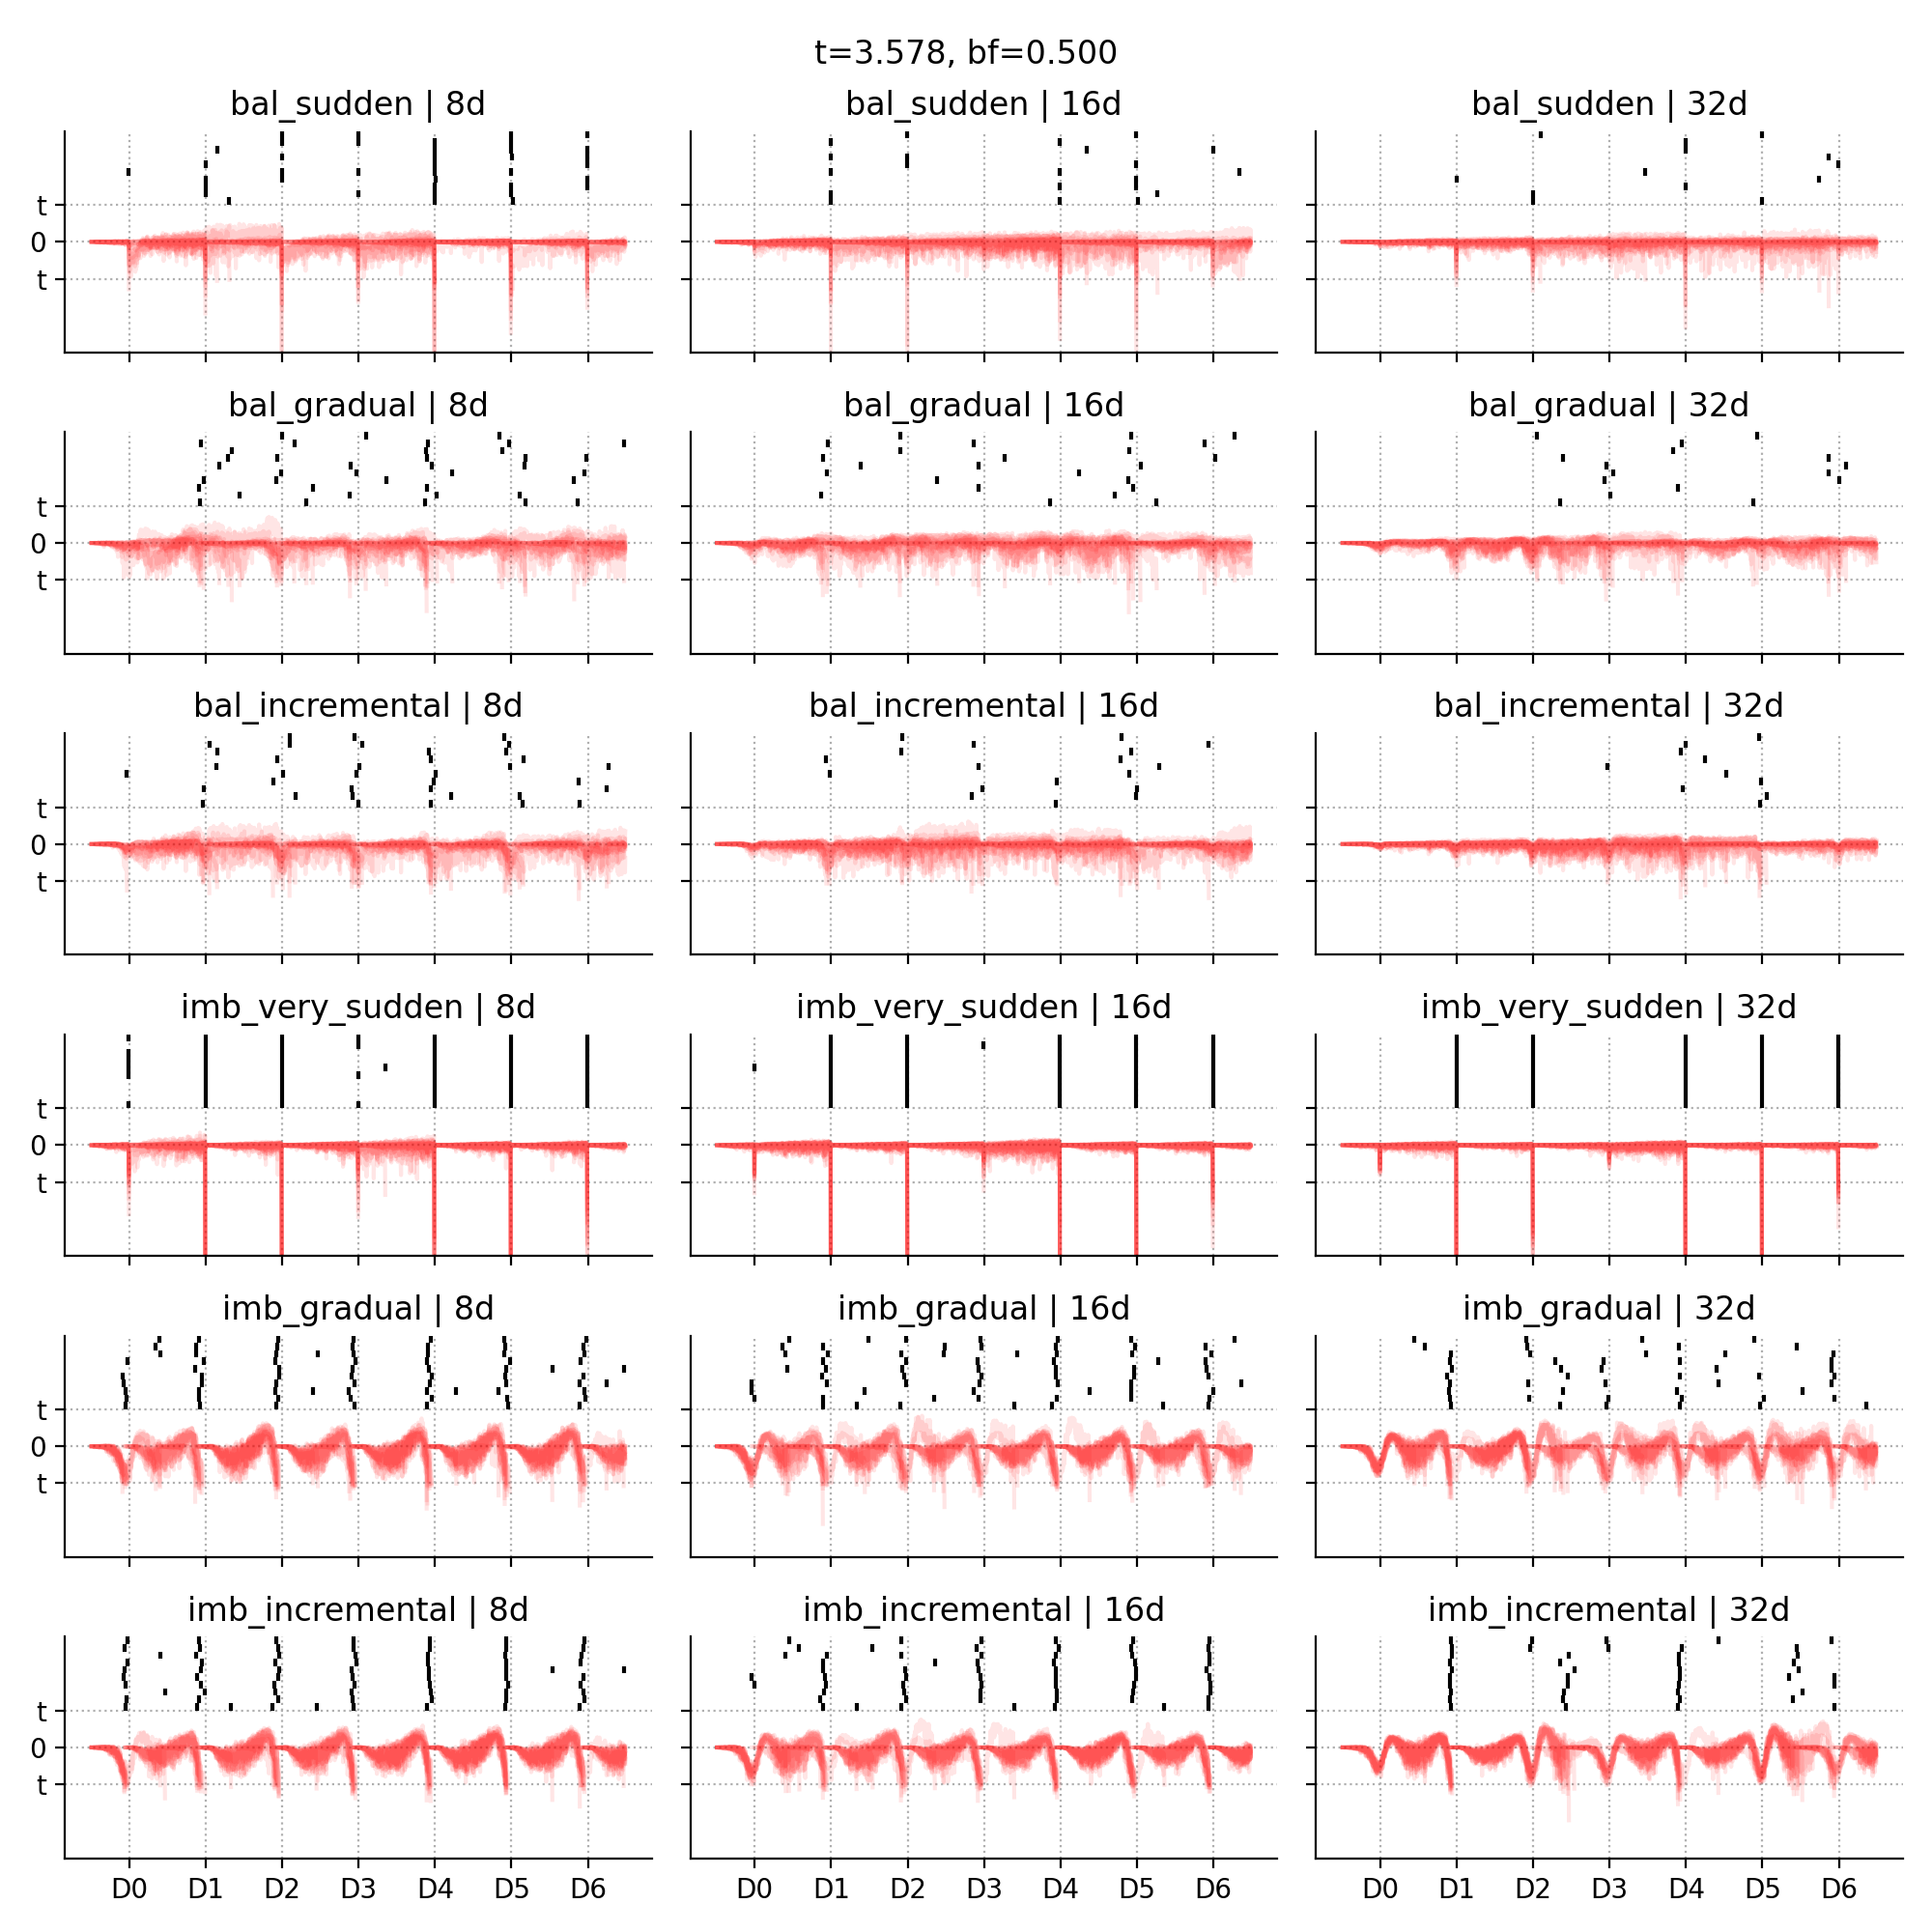 t=3.578, bf=0.500
bal_sudden | 8d
bal_sudden | 16d
bal_sudden | 32d
t
0
t
bal_gradual | 8d
bal_gradual | 16d
bal_gradual | 32d
t
0
t
bal_incremental | 8d
bal_incremental | 16d
bal_incremental | 32d
t
0
t
imb_very_sudden | 8d
imb_very_sudden | 16d
imb_very_sudden | 32d
t
0
t
imb_gradual | 8d
imb_gradual | 16d
imb_gradual | 32d
t
0
t
imb_incremental | 8d
imb_incremental | 16d
imb_incremental | 32d
t
0
t
D0 D1 D2 D3 D4 D5 D6
D0 D1 D2 D3 D4 D5 D6
D0 D1 D2 D3 D4 D5 D6